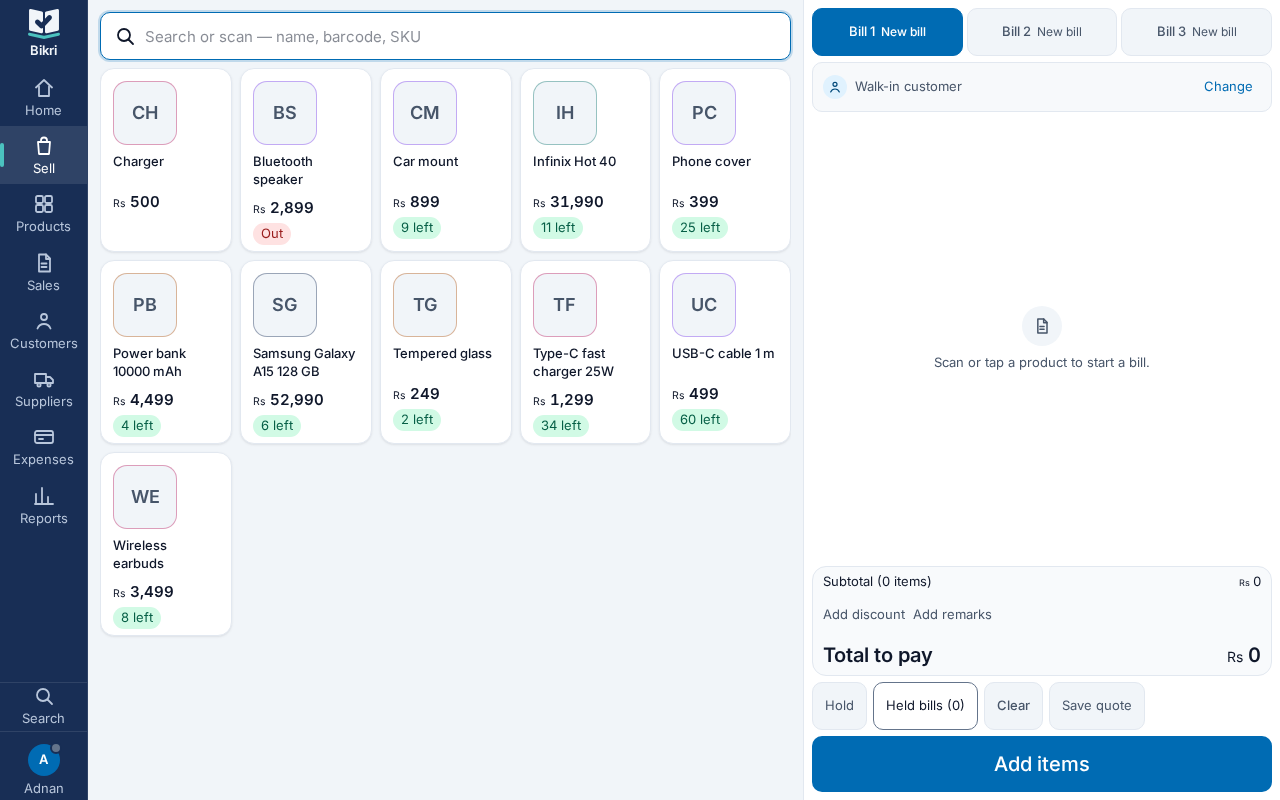 Bikri
Home
Sell
Products
Sales
Customers
Suppliers
Expenses
Reports
Search
A
Adnan
Search or scan — name, barcode, SKU
CH
Charger
Rs 500
BS
Bluetooth
speaker
Rs 2,899
Out
CM
Car mount
Rs 899
9 left
IH
Infinix Hot 40
Rs 31,990
11 left
PC
Phone cover
Rs 399
25 left
PB
Power bank
10000 mAh
Rs 4,499
4 left
SG
Samsung Galaxy
A15 128 GB
Rs 52,990
6 left
TG
Tempered glass
Rs 249
2 left
TF
Type-C fast
charger 25W
Rs 1,299
34 left
UC
USB-C cable 1 m
Rs 499
60 left
WE
Wireless
earbuds
Rs 3,499
8 left
Bill 1 New bill
Bill 2 New bill
Bill 3 New bill
Walk-in customer
Change
Scan or tap a product to start a bill.
Subtotal (0 items) Rs 0
Add discount Add remarks
Total to pay Rs 0
Hold
Held bills (0)
Clear
Save quote
Add items